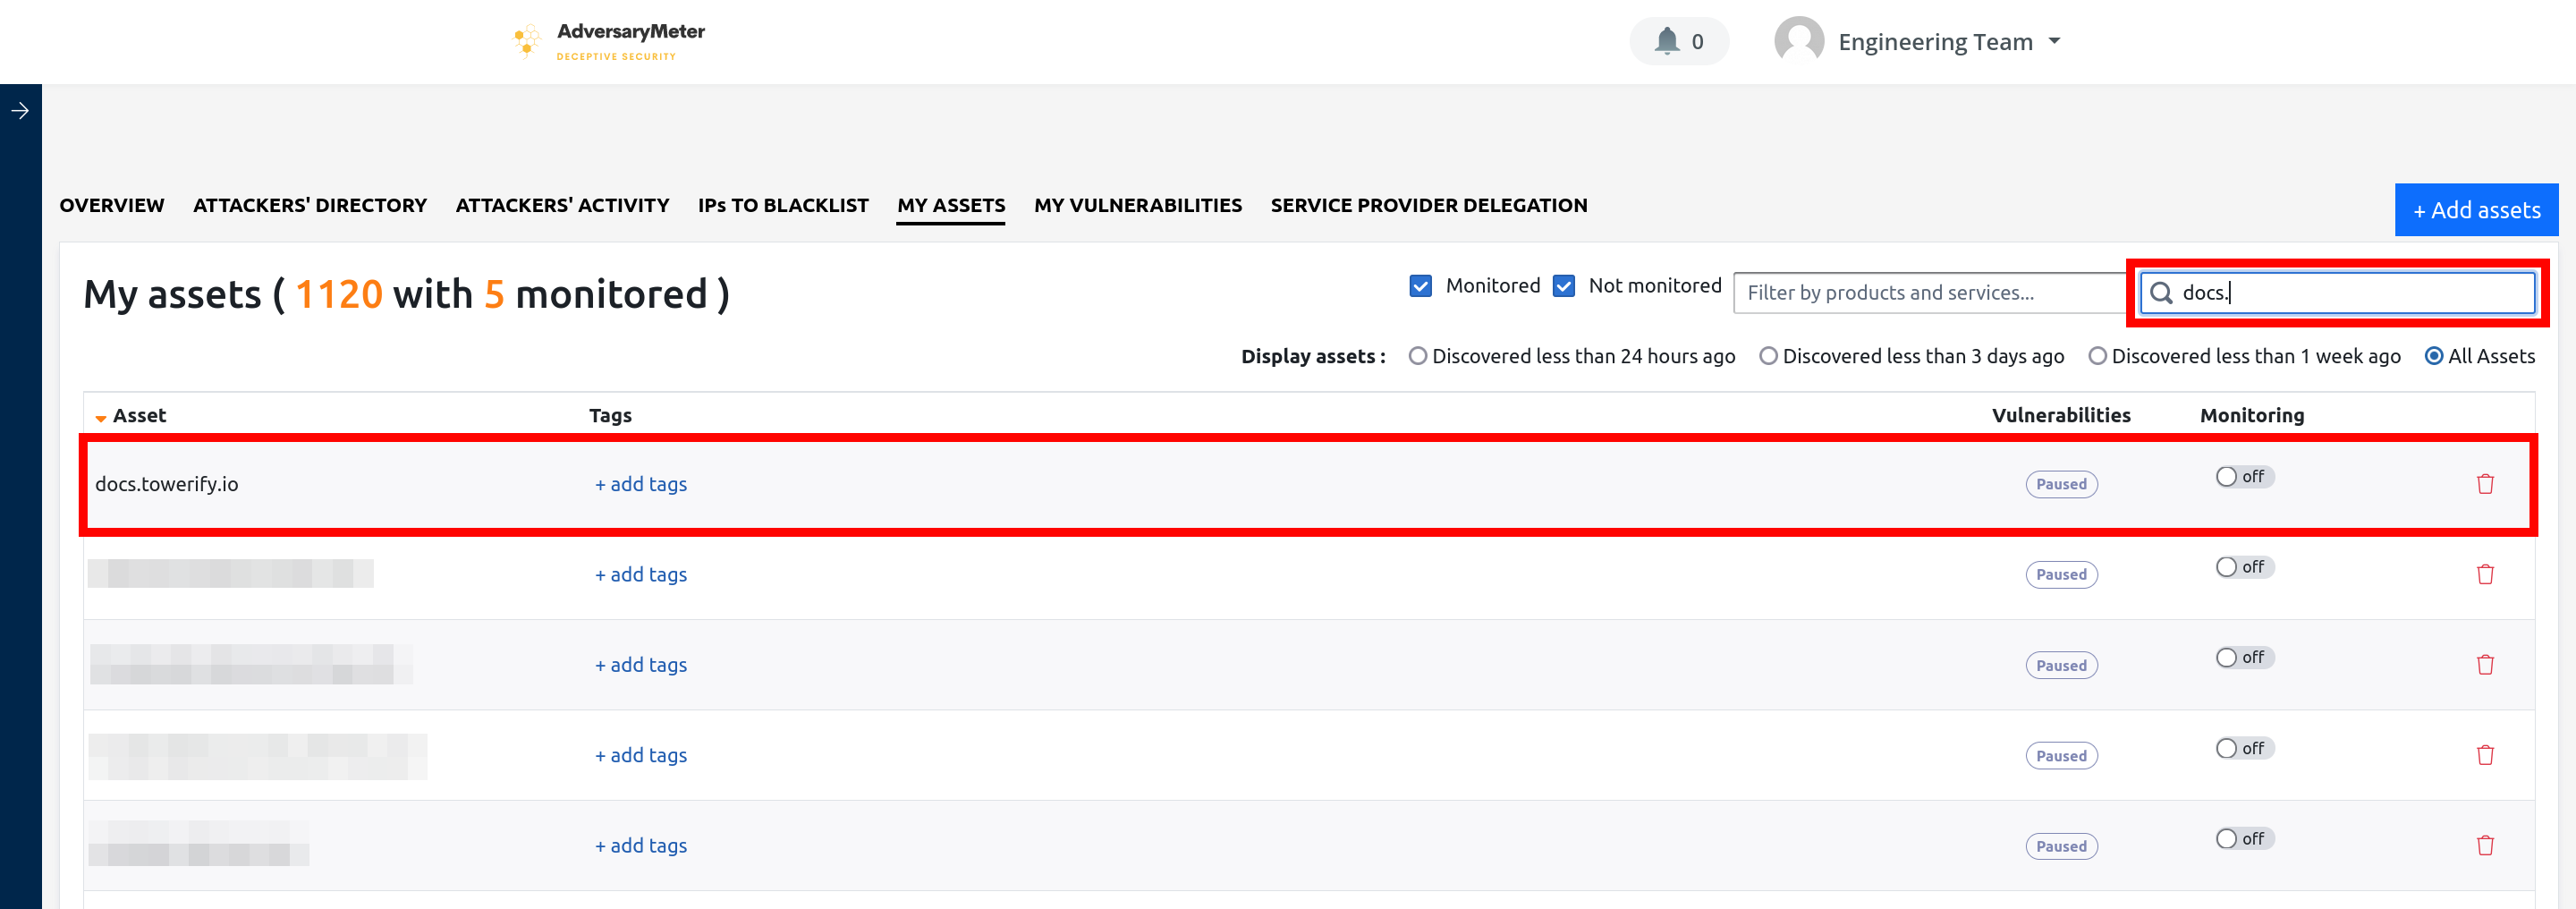 AdversaryMeter
DECEPTIVE SECURITY
0
Engineering Team
OVERVIEW ATTACKERS' DIRECTORY ATTACKERS' ACTIVITY IPs TO BLACKLIST MY ASSETS MY VULNERABILITIES SERVICE PROVIDER DELEGATION
+ Add assets
My assets ( 1120 with 5 monitored )
Monitored Not monitored Filter by products and services... docs.
Display assets : Discovered less than 24 hours ago Discovered less than 3 days ago Discovered less than 1 week ago All Assets
Asset Tags Vulnerabilities Monitoring
docs.towerify.io + add tags Paused off
+ add tags Paused off
+ add tags Paused off
+ add tags Paused off
+ add tags Paused off